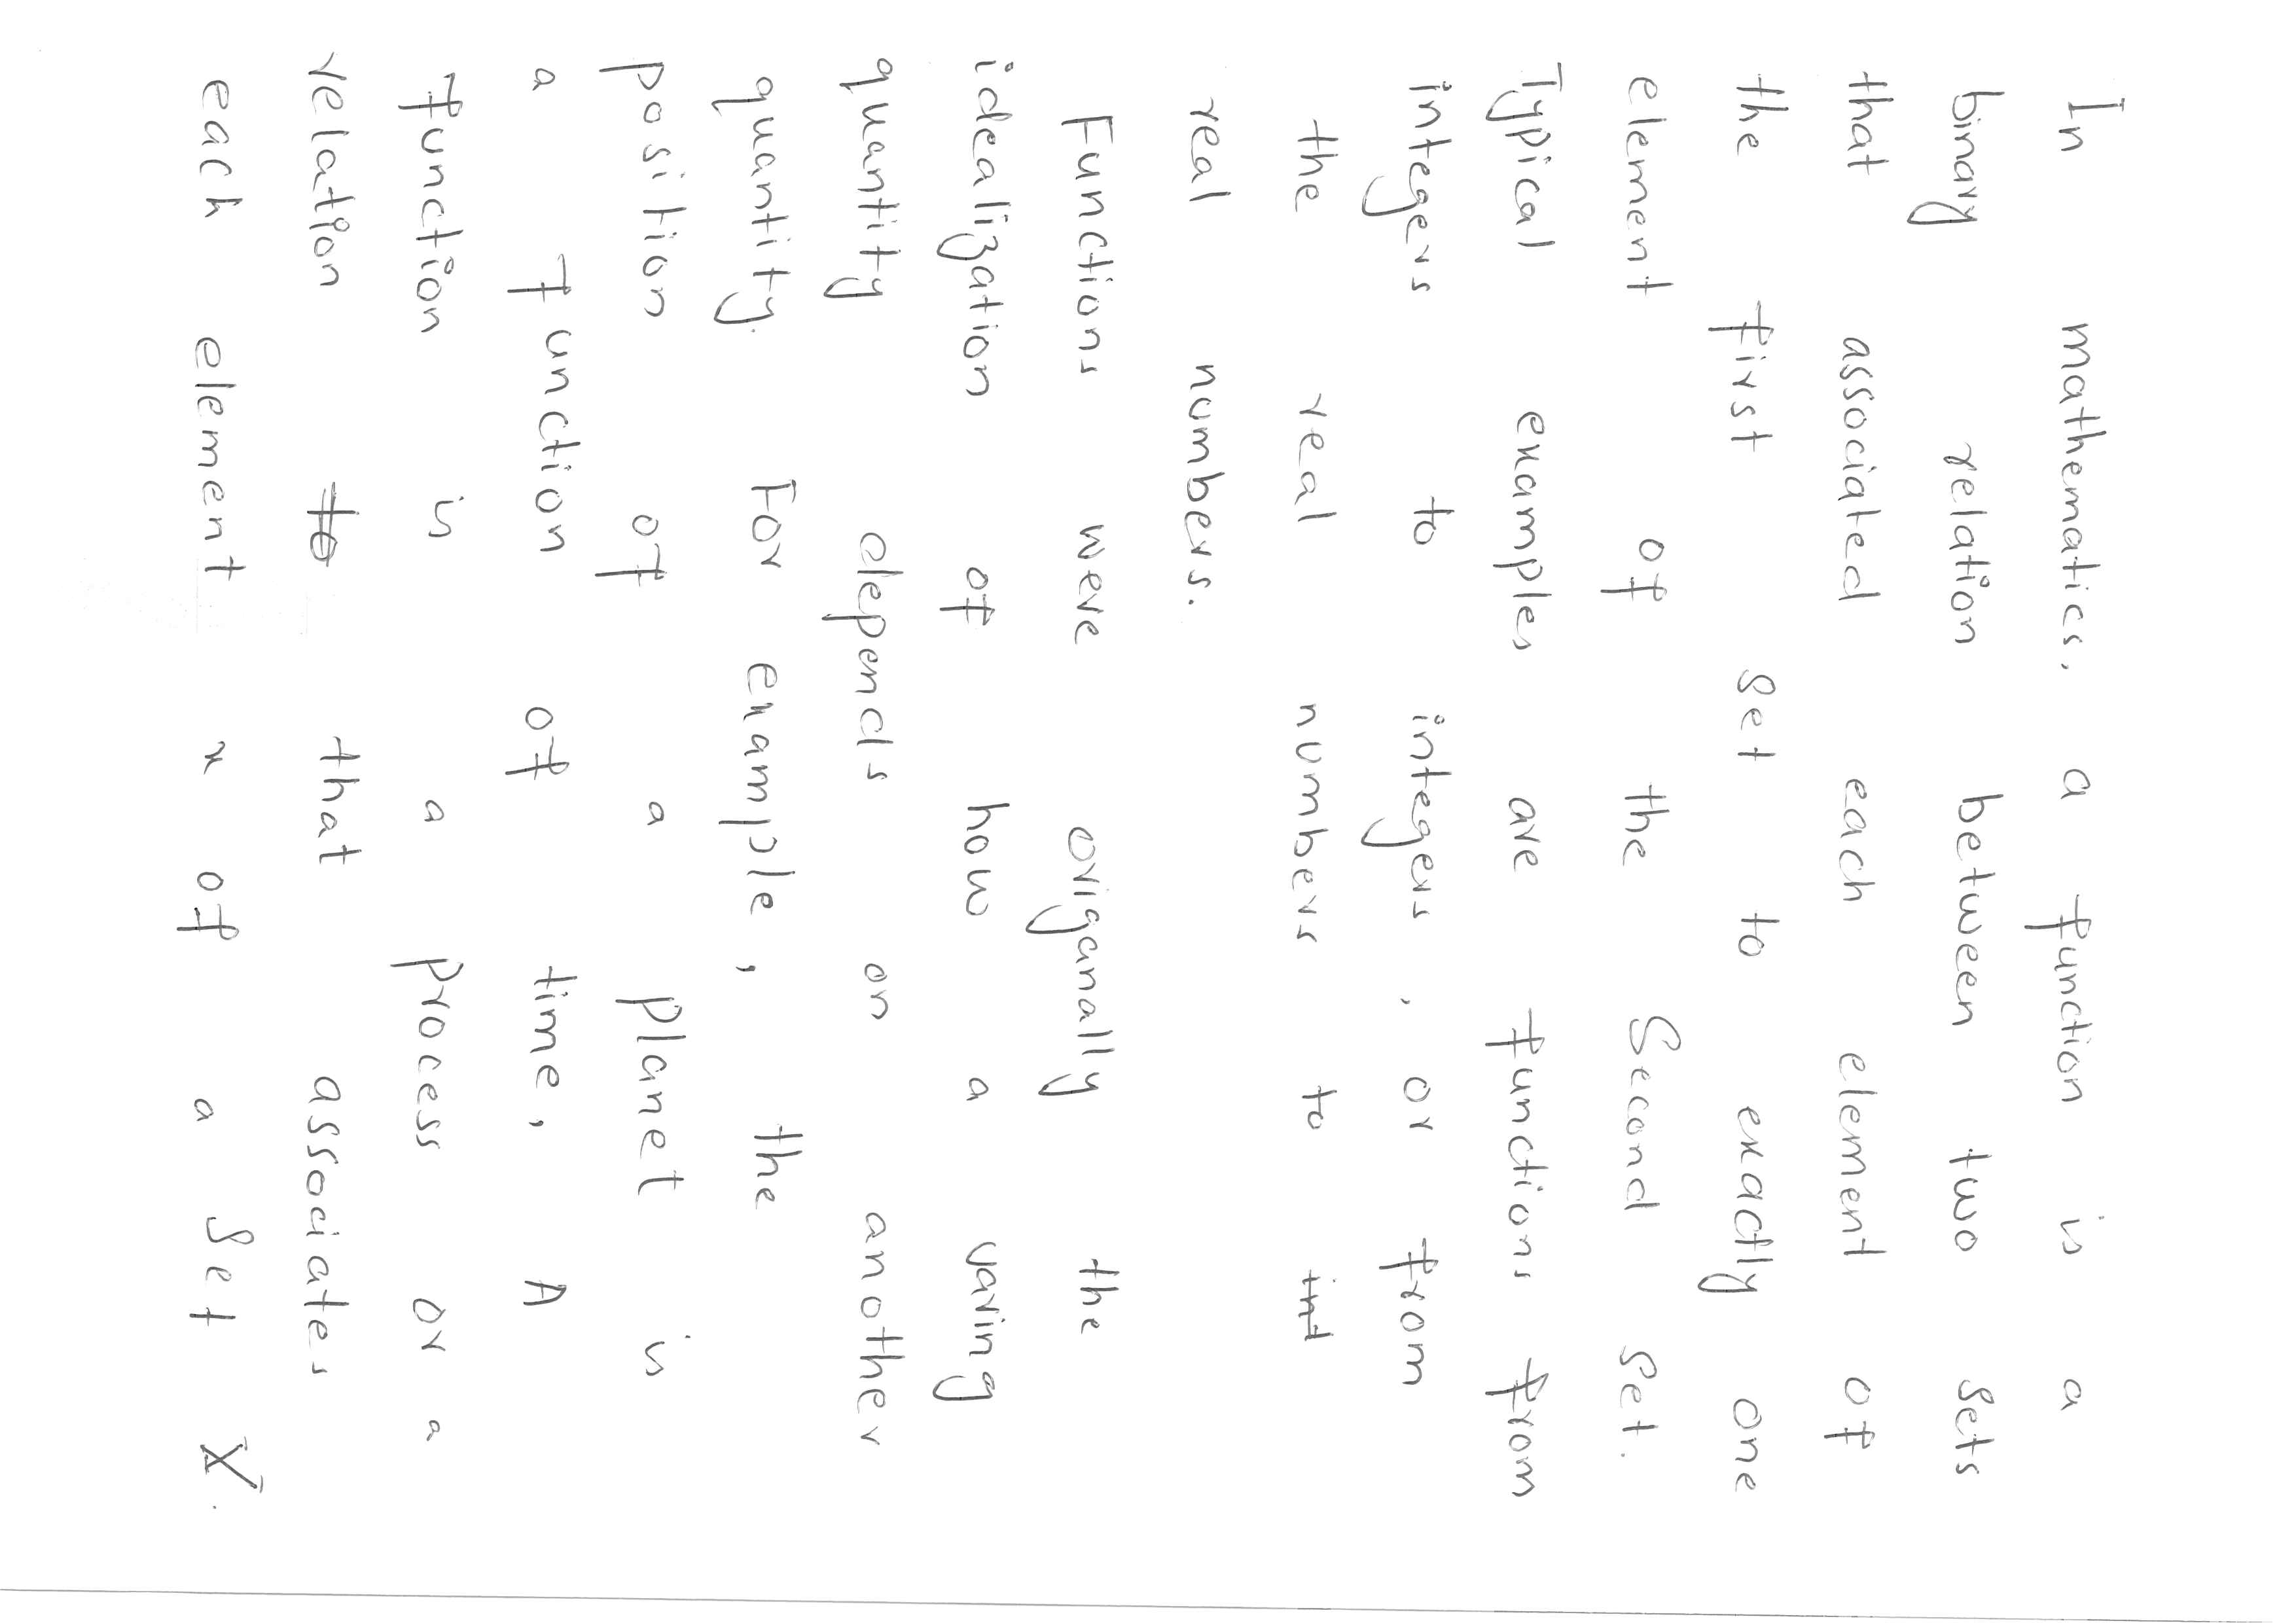 In mathematics, a function is a
binary relation between two sets
that associated each element of
the first set to exactly one
element of the Second set.
Typical examples are functions from
integers to integers, or from
the real numbers to int
real numbers.
Functions were origanally the
idealization of how a varing
quantity depends on another
quantity. For example, the
position of a planet is
a function of time, A
function is a process or a
relation to that associates
each element x of a set X.